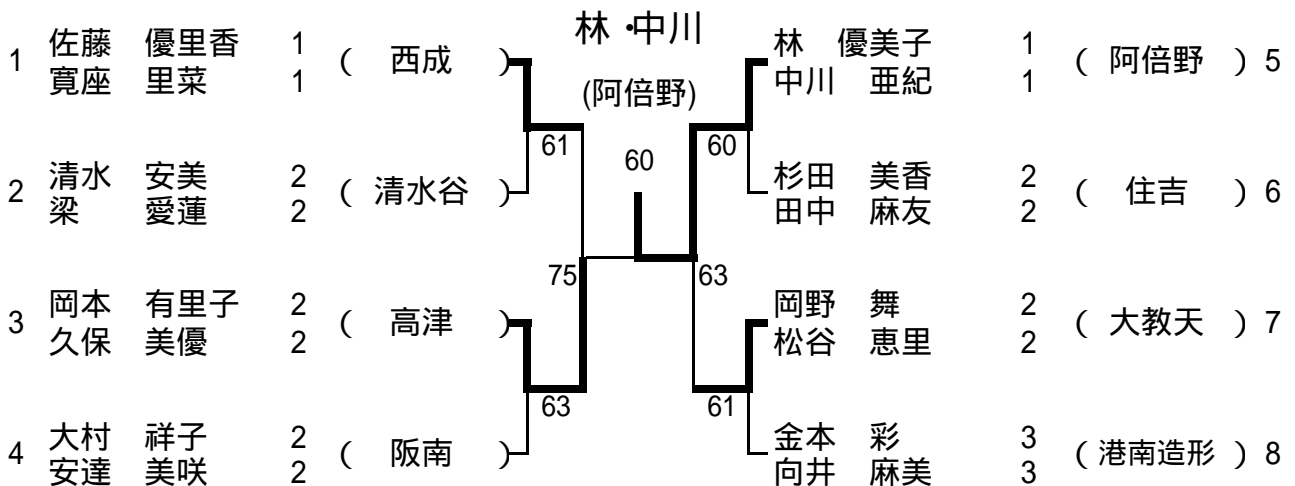 林・中川
(阿倍野)
1 佐藤 優里香 1 ( 西成 )
寛座 里菜 1
2 清水 安美 2 ( 清水谷 )
梁 愛蓮 2
3 岡本 有里子 2 ( 高津 )
久保 美優 2
4 大村 祥子 2 ( 阪南 )
安達 美咲 2
61
75
63
60
60
63
61
林 優美子 1 ( 阿倍野 ) 5
中川 亜紀 1
杉田 美香 2 ( 住吉 ) 6
田中 麻友 2
岡野 舞 2 ( 大教天 ) 7
松谷 恵里 2
金本 彩 3 ( 港南造形 ) 8
向井 麻美 3